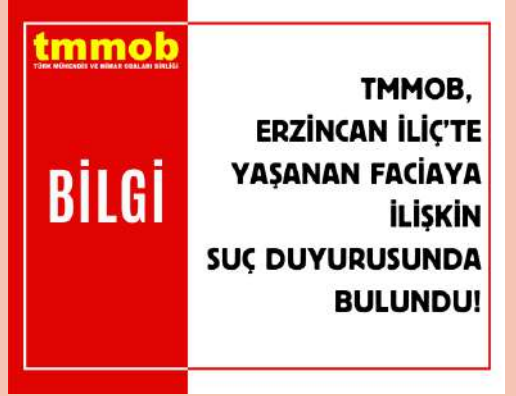 tmmob
TÜRK MÜHENDİS VE MİMAR ODALARI BİRLİĞİ
BİLGİ
TMMOB,
ERZİNCAN İLİÇ'TE
YAŞANAN FACİAYA
İLİŞKİN
SUÇ DUYURUSUNDA
BULUNDU!